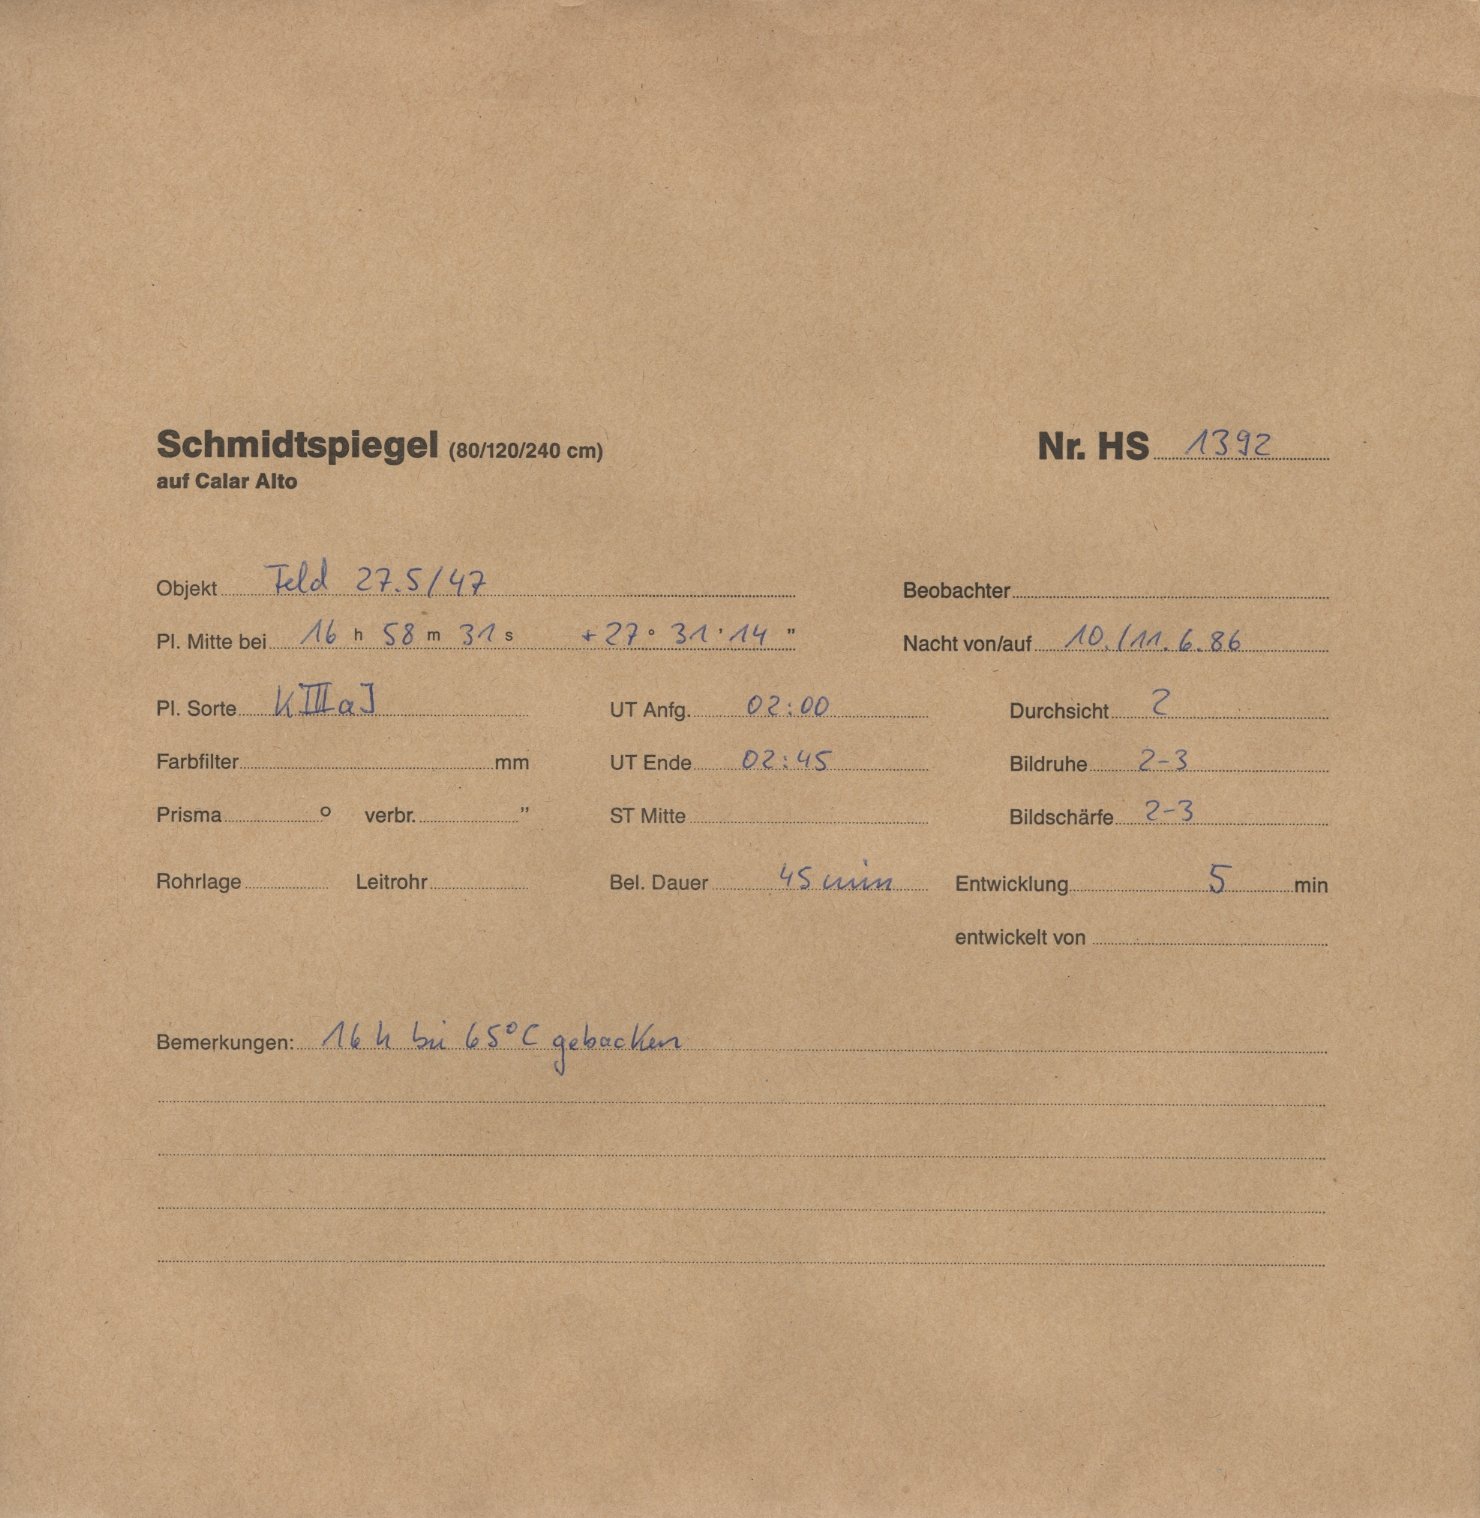 Schmidtspiegel (80/120/240 cm) Nr. HS 1392
auf Calar Alto
Objekt Feld 27.5/47 Beobachter
Pl. Mitte bei 16 h 58 m 31 s +27° 31' 14" Nacht von/auf 10./11.6.86
Pl. Sorte KIIIaJ UT Anfg. 02:00 Durchsicht 2
Farbfilter mm UT Ende 02:45 Bildruhe 2-3
Prisma ° verbr. " ST Mitte Bildschärfe 2-3
Rohrlage Leitrohr Bel. Dauer 45 min Entwicklung 5 min
entwickelt von
Bemerkungen: 16 h bei 65°C gebacken